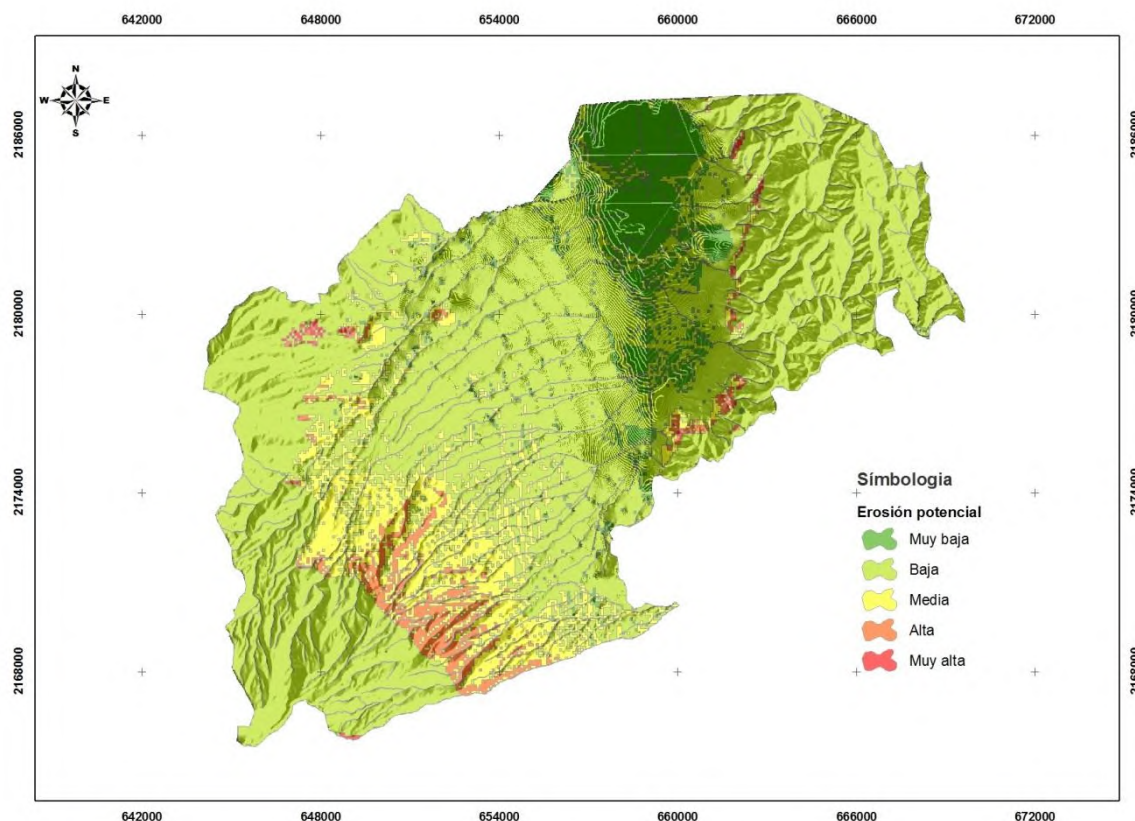 642000 648000 654000 660000 666000 672000
N
W E
S
2186000 2186000
2180000 2180000
2174000 2174000
2168000 2168000
Símbologia
Erosión potencial
Muy baja
Baja
Media
Alta
Muy alta
642000 648000 654000 660000 666000 672000